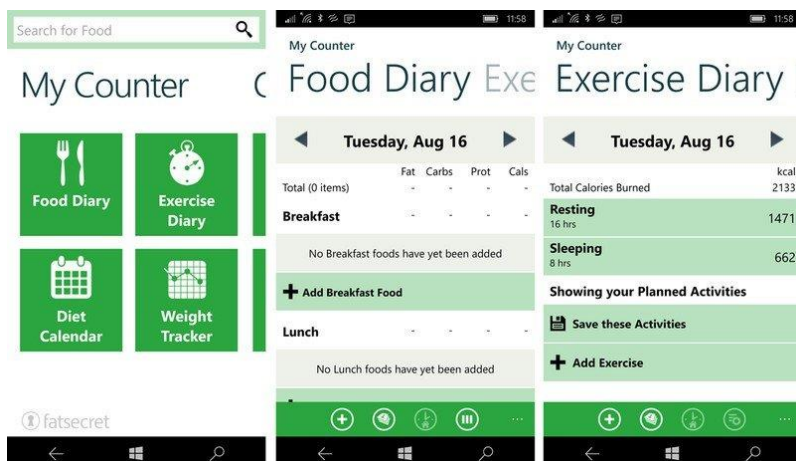 Search for Food
My Counter
Food Diary
Exercise
Diary
Diet
Calendar
Weight
Tracker
fatsecret
11:58
My Counter
Food Diary Exe
Tuesday, Aug 16
Fat Carbs Prot Cals
Total (0 items) - - - -
Breakfast - - - -
No Breakfast foods have yet been added
Add Breakfast Food
Lunch - - - -
No Lunch foods have yet been added
11:58
My Counter
Exercise Diary
Tuesday, Aug 16
kcal
Total Calories Burned 2133
Resting 1471
16 hrs
Sleeping 662
8 hrs
Showing your Planned Activities
Save these Activities
Add Exercise